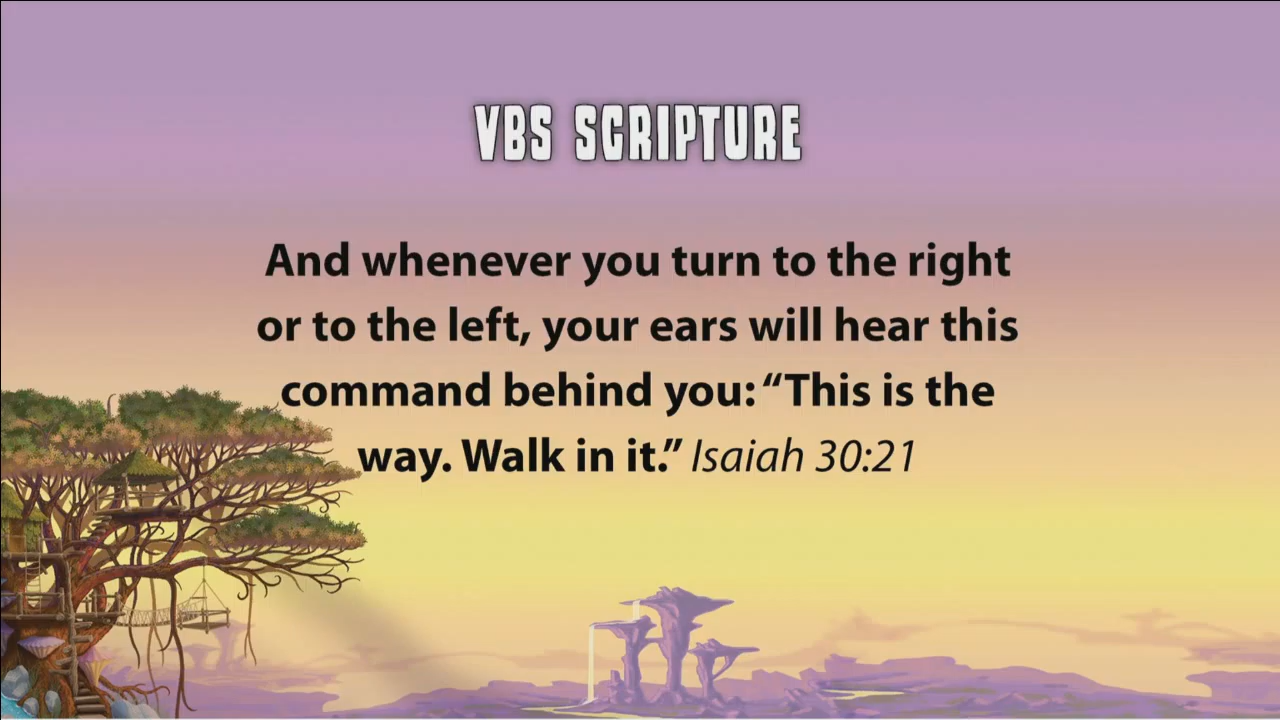 VBS SCRIPTURE
And whenever you turn to the right
or to the left, your ears will hear this
command behind you: “This is the
way. Walk in it.” Isaiah 30:21